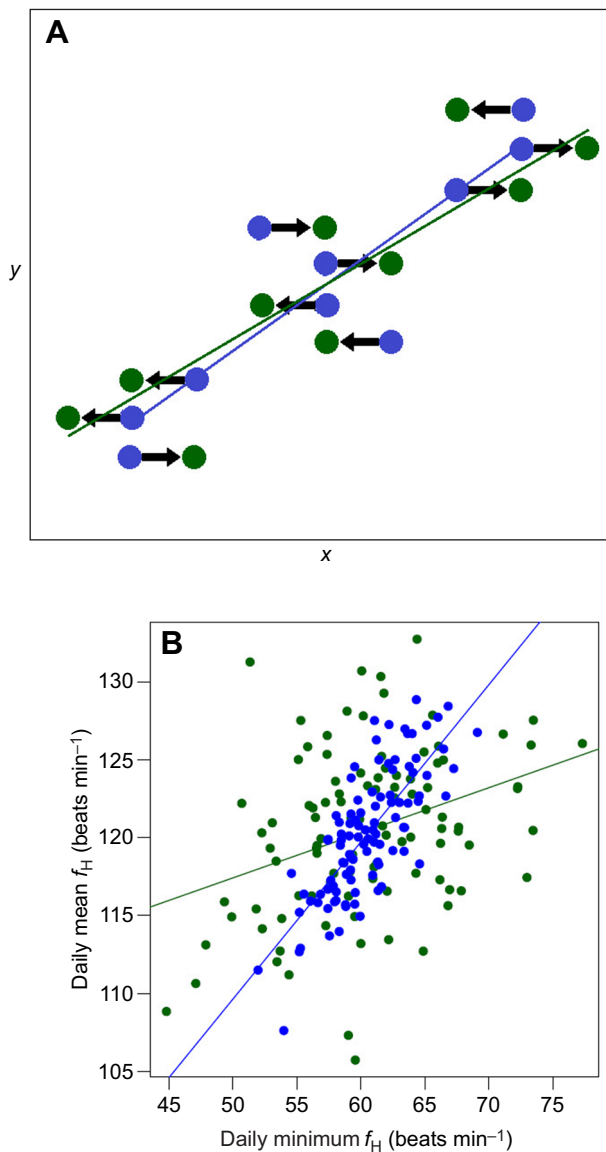 A
y
x
B
130
125
120
115
110
105
Daily mean fH (beats min−1)
45 50 55 60 65 70 75
Daily minimum fH (beats min−1)